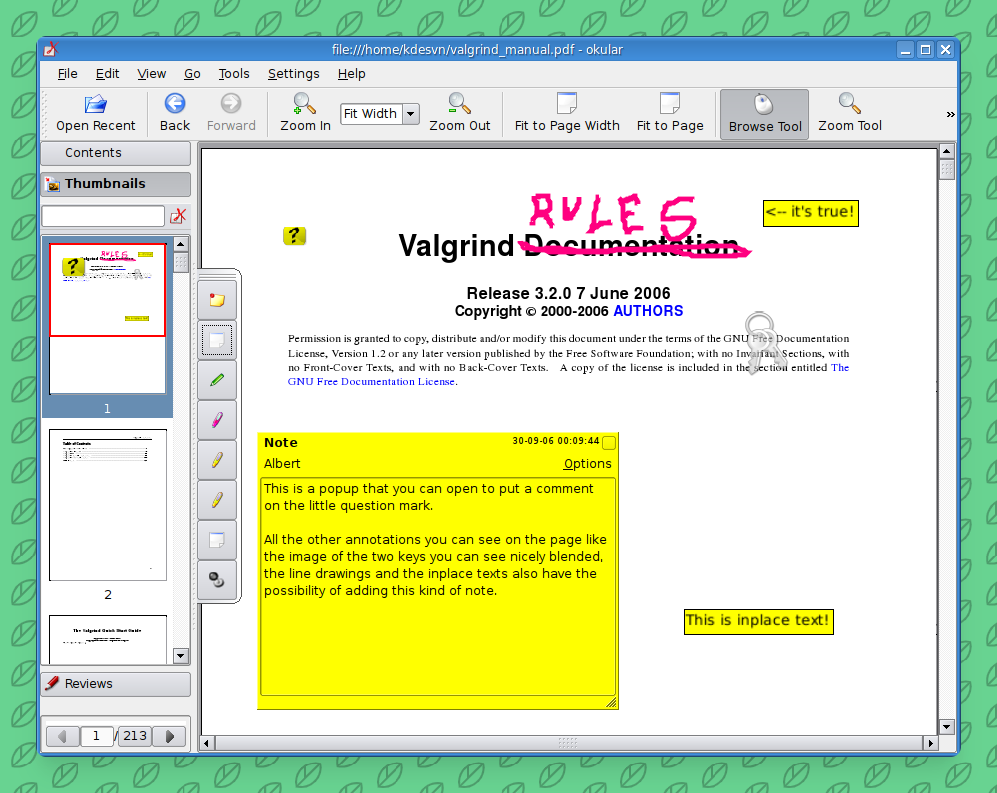 file:///home/kdesvn/valgrind_manual.pdf - okular
File Edit View Go Tools Settings Help
Open Recent Back Forward Zoom In Fit Width Zoom Out Fit to Page Width Fit to Page Browse Tool Zoom Tool »
Contents
Thumbnails
1
Table of Contents
2
The Valgrind Quick Start Guide
Reviews
1 / 213
RULES
<-- it's true!
?
Valgrind Documentation
Release 3.2.0 7 June 2006
Copyright © 2000-2006 AUTHORS
Permission is granted to copy, distribute and/or modify this document under the terms of the GNU Free Documentation
License, Version 1.2 or any later version published by the Free Software Foundation; with no Invariant Sections, with
no Front-Cover Texts, and with no Back-Cover Texts. A copy of the license is included in the section entitled The
GNU Free Documentation License.
Note 30-09-06 00:09:44
Albert Options
This is a popup that you can open to put a comment
on the little question mark.
All the other annotations you can see on the page like
the image of the two keys you can see nicely blended,
the line drawings and the inplace texts also have the
possibility of adding this kind of note.
This is inplace text!